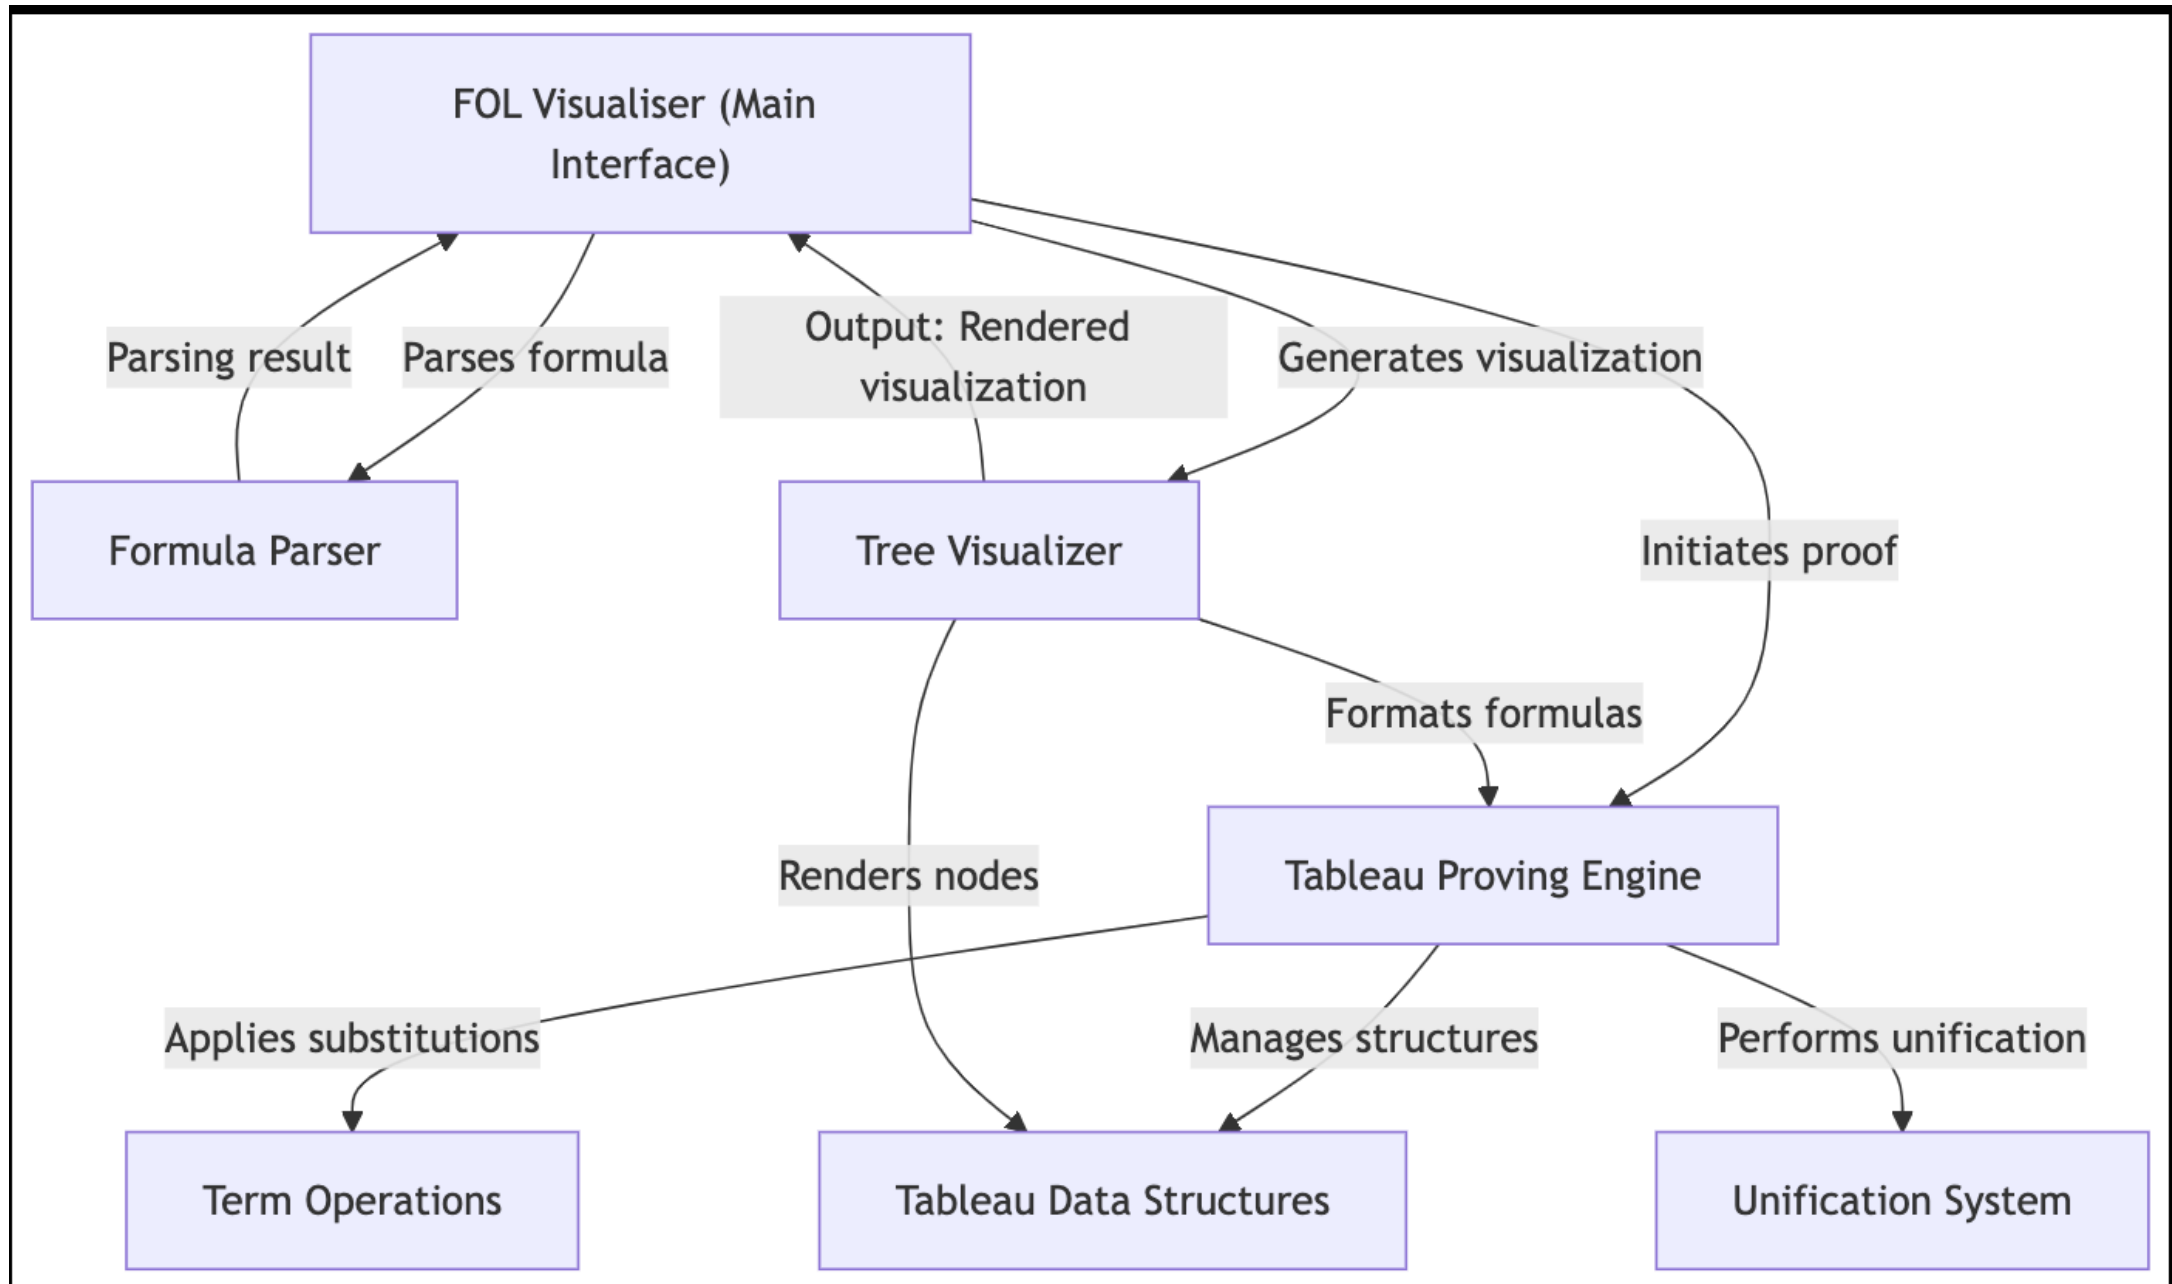 FOL Visualiser (Main
Interface)
Parsing result
Parses formula
Output: Rendered
visualization
Generates visualization
Formula Parser
Tree Visualizer
Initiates proof
Formats formulas
Renders nodes
Tableau Proving Engine
Applies substitutions
Manages structures
Performs unification
Term Operations
Tableau Data Structures
Unification System